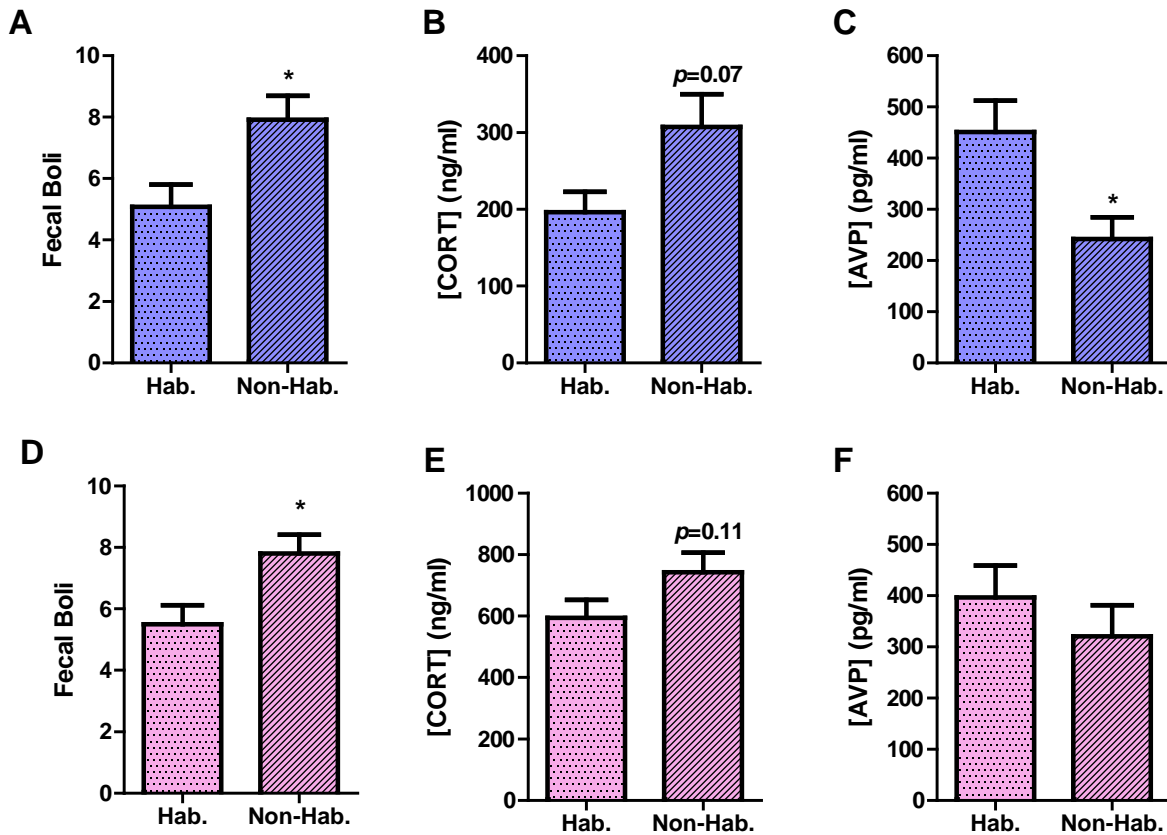 A
Fecal Boli
10
8
6
4
2
0
*
Hab.
Non-Hab.
B
[CORT] (ng/ml)
400
300
200
100
0
p=0.07
Hab.
Non-Hab.
C
[AVP] (pg/ml)
600
500
400
300
200
100
0
*
Hab.
Non-Hab.
D
Fecal Boli
10
8
6
4
2
0
*
Hab.
Non-Hab.
E
[CORT] (ng/ml)
1000
800
600
400
200
0
p=0.11
Hab.
Non-Hab.
F
[AVP] (pg/ml)
600
500
400
300
200
100
0
Hab.
Non-Hab.